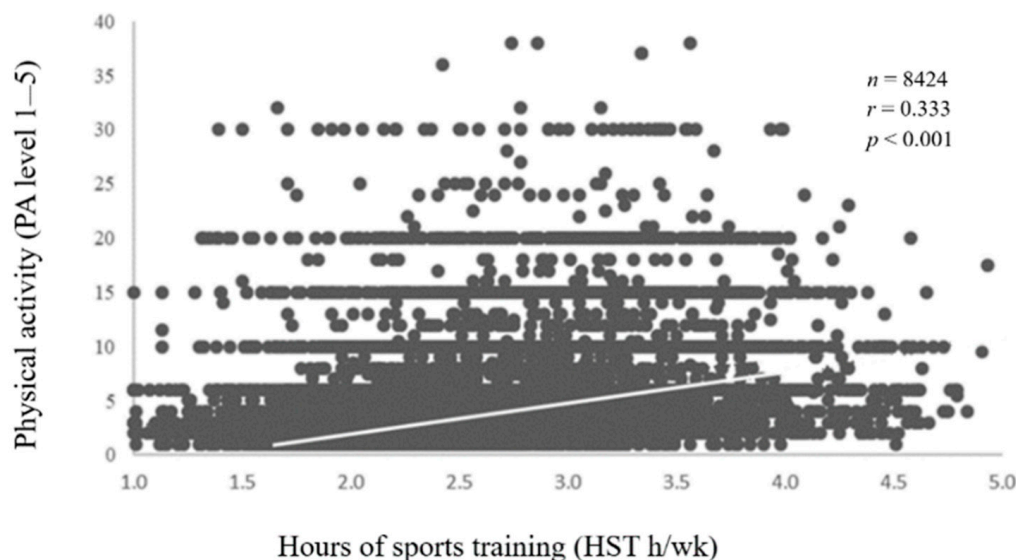 Physical activity (PA level 1–5)
40
35
30
25
20
15
10
5
0
n = 8424
r = 0.333
p < 0.001
1.0 1.5 2.0 2.5 3.0 3.5 4.0 4.5 5.0
Hours of sports training (HST h/wk)